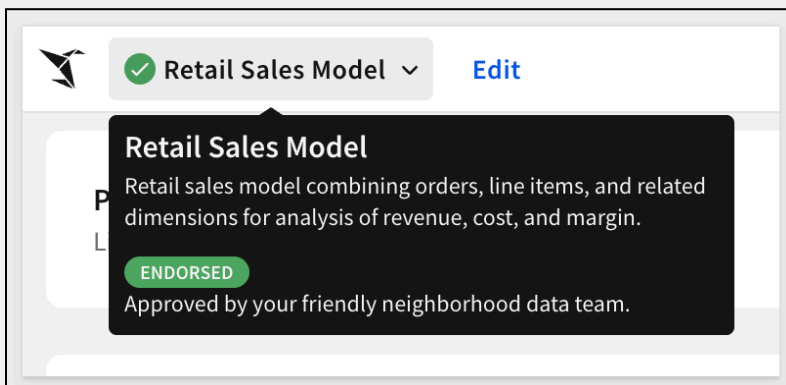 Retail Sales Model
Edit
Retail Sales Model
Retail sales model combining orders, line items, and related
dimensions for analysis of revenue, cost, and margin.
ENDORSED
Approved by your friendly neighborhood data team.